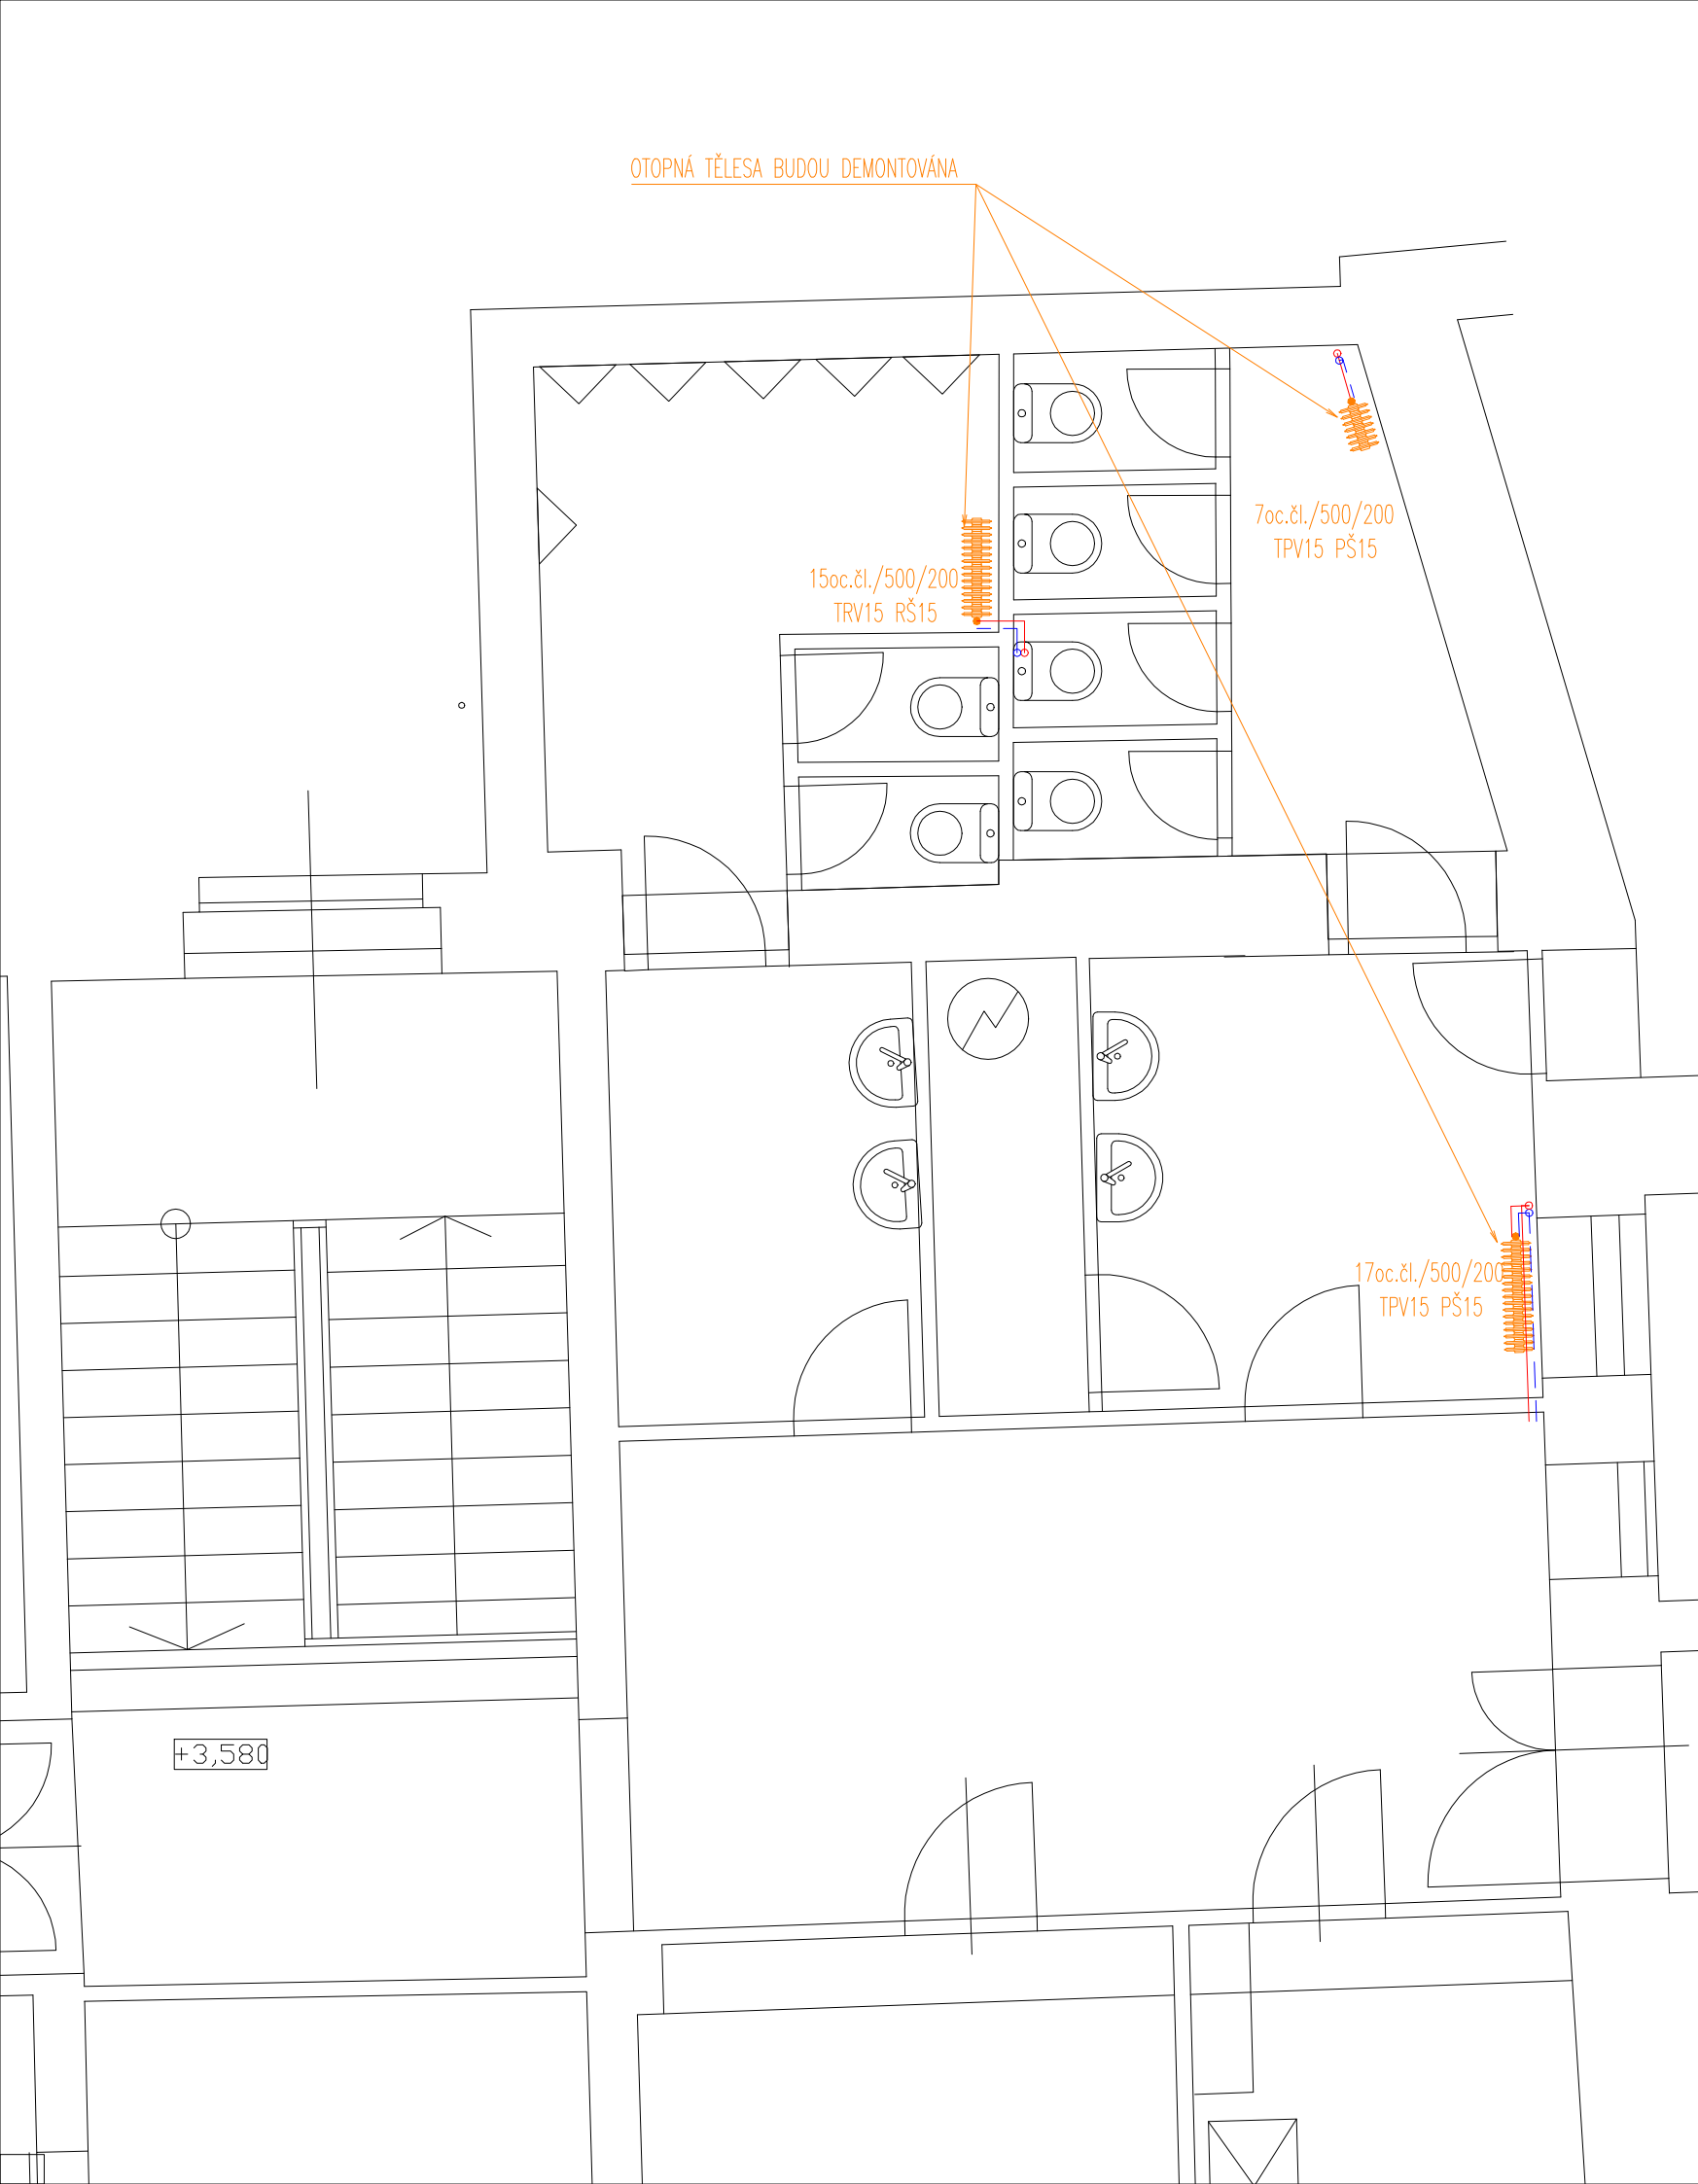 OTOPNÁ TĚLESA BUDOU DEMONTOVÁNA
7oc.čl./500/200
TPV15 PŠ15
15oc.čl./500/200
TRV15 RŠ15
17oc.čl./500/200
TPV15 PŠ15
+3,580